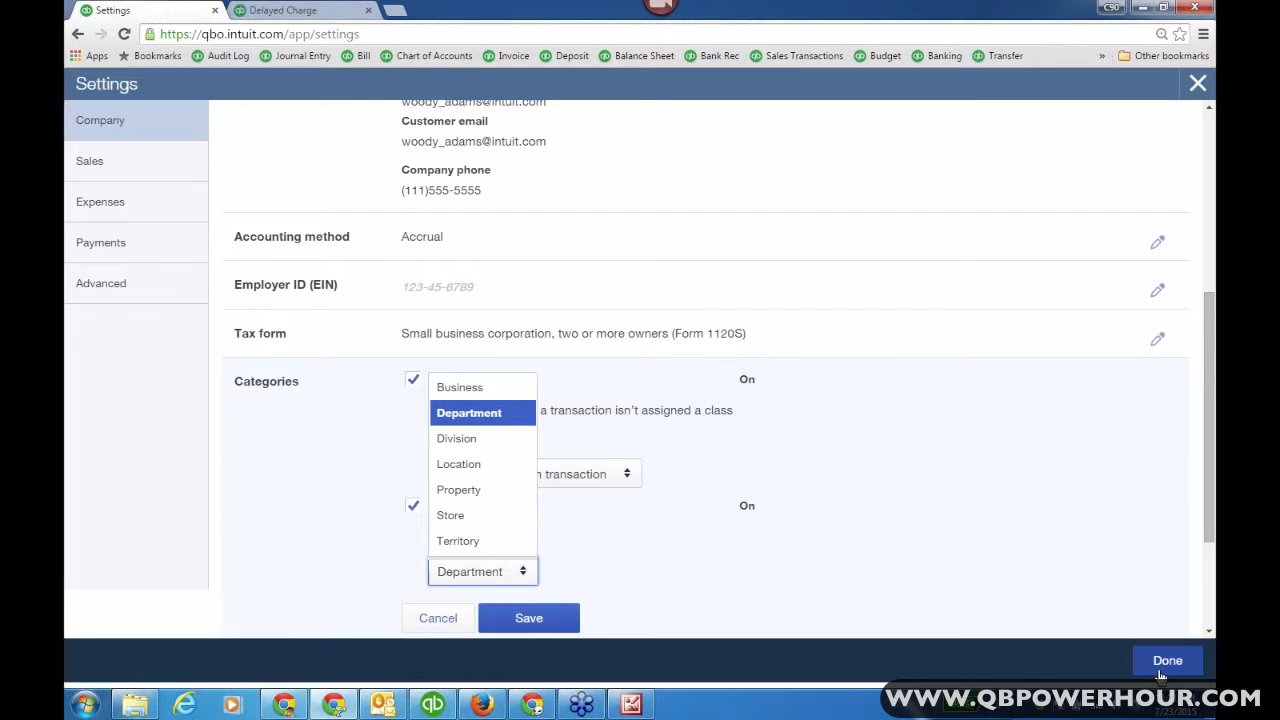 Settings
Delayed Charge
CSO
https://qbo.intuit.com/app/settings
Apps
Bookmarks
Audit Log
Journal Entry
Bill
Chart of Accounts
Invoice
Deposit
Balance Sheet
Bank Rec
Sales Transactions
Budget
Banking
Transfer
»
Other bookmarks
Settings
Company
Sales
Expenses
Payments
Advanced
woody_adams@intuit.com
Customer email
woody_adams@intuit.com
Company phone
(111)555-5555
Accounting method
Accrual
Employer ID (EIN)
123-45-6789
Tax form
Small business corporation, two or more owners (Form 1120S)
Categories
On
a transaction isn't assigned a class
transaction
On
Business
Department
Division
Location
Property
Store
Territory
Department
Cancel
Save
Done
WWW.QBPOWERHOUR.COM
7/23/2015